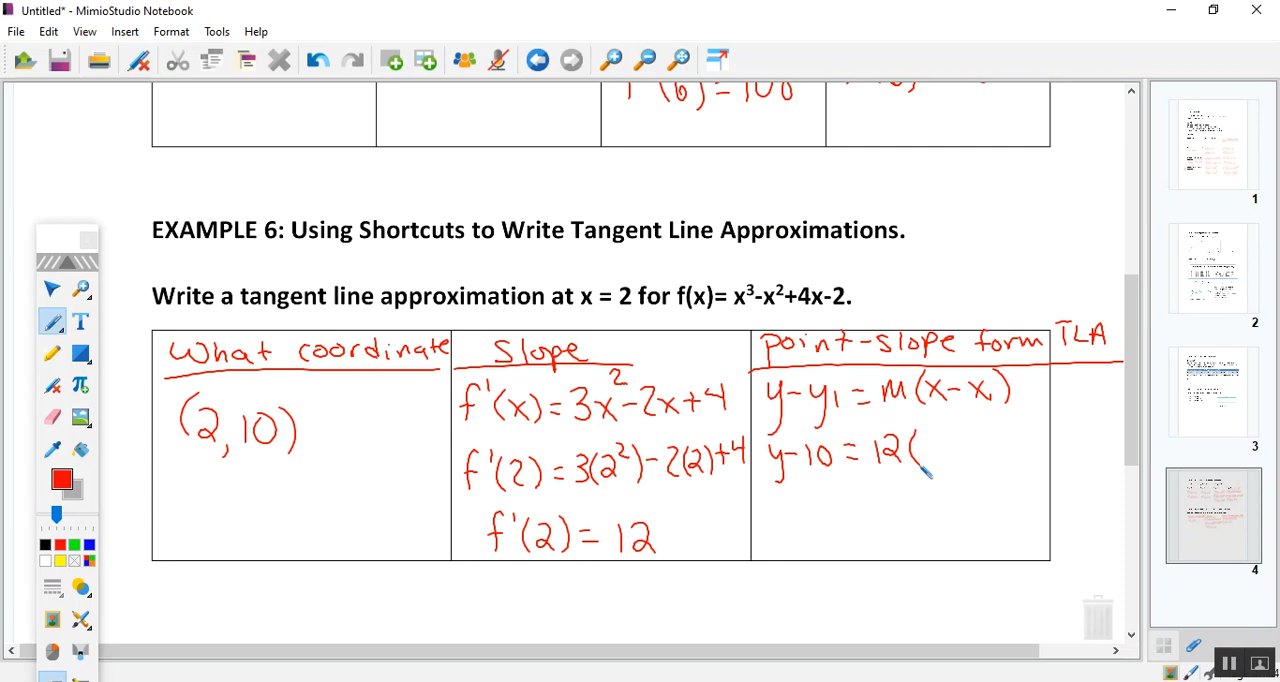 Untitled* - MimioStudio Notebook
File Edit View Insert Format Tools Help
f'(6) = 108
EXAMPLE 6: Using Shortcuts to Write Tangent Line Approximations.
Write a tangent line approximation at x = 2 for f(x)= x³-x²+4x-2.
What coordinate
(2,10)
Slope
f'(x) = 3x²-2x+4
f'(2) = 3(2²)-2(2)+4
f'(2) = 12
point-slope form TLA
y-y₁ = m(x-x₁)
y-10 = 12(
1
2
3
4